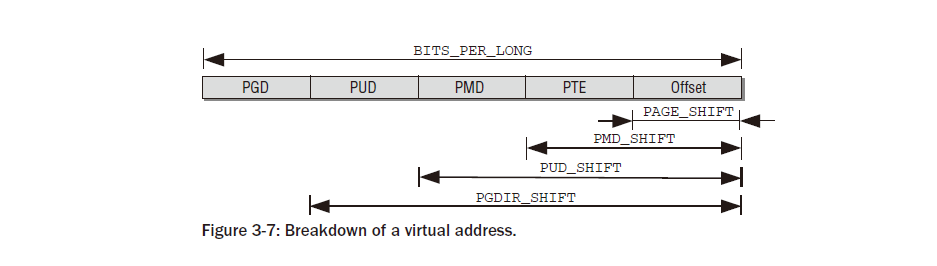 BITS_PER_LONG
PGD PUD PMD PTE Offset
PAGE_SHIFT
PMD_SHIFT
PUD_SHIFT
PGDIR_SHIFT
Figure 3-7: Breakdown of a virtual address.